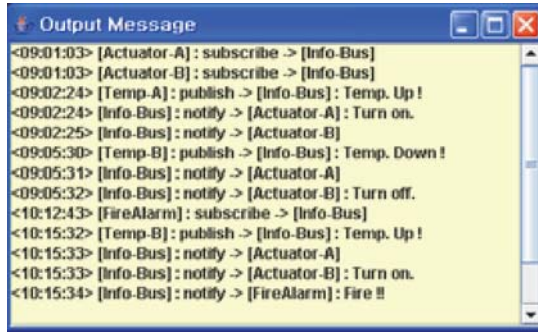 Output Message
<09:01:03> [Actuator-A] : subscribe -> [Info-Bus]
<09:01:03> [Actuator-B] : subscribe -> [Info-Bus]
<09:02:24> [Temp-A] : publish -> [Info-Bus] : Temp. Up !
<09:02:24> [Info-Bus] : notify -> [Actuator-A] : Turn on.
<09:02:25> [Info-Bus] : notify -> [Actuator-B]
<09:05:30> [Temp-B] : publish -> [Info-Bus] : Temp. Down !
<09:05:31> [Info-Bus] : notify -> [Actuator-A]
<09:05:32> [Info-Bus] : notify -> [Actuator-B] : Turn off.
<10:12:43> [FireAlarm] : subscribe -> [Info-Bus]
<10:15:32> [Temp-B] : publish -> [Info-Bus] : Temp. Up !
<10:15:33> [Info-Bus] : notify -> [Actuator-A]
<10:15:33> [Info-Bus] : notify -> [Actuator-B] : Turn on.
<10:15:34> [Info-Bus] : notify -> [FireAlarm] : Fire !!